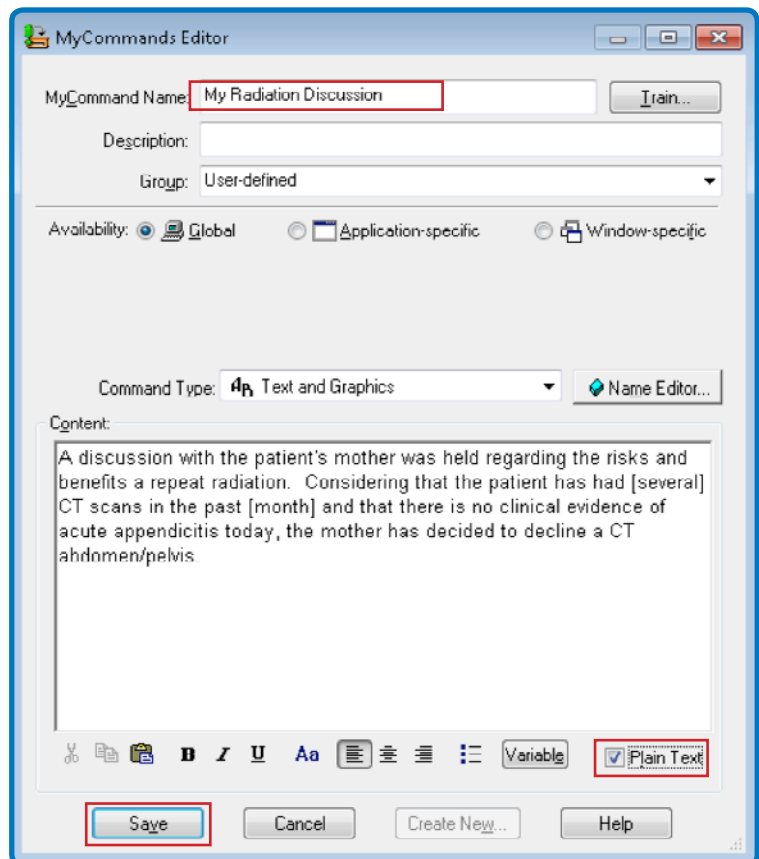 MyCommands Editor
MyCommand Name: My Radiation Discussion Train...
Description:
Group: User-defined
Availability: Global Application-specific Window-specific
Command Type: Text and Graphics Name Editor...
Content:
A discussion with the patient's mother was held regarding the risks and
benefits a repeat radiation. Considering that the patient has had [several]
CT scans in the past [month] and that there is no clinical evidence of
acute appendicitis today, the mother has decided to decline a CT
abdomen/pelvis.
B I U Aa Variable Plain Text
Save Cancel Create New... Help